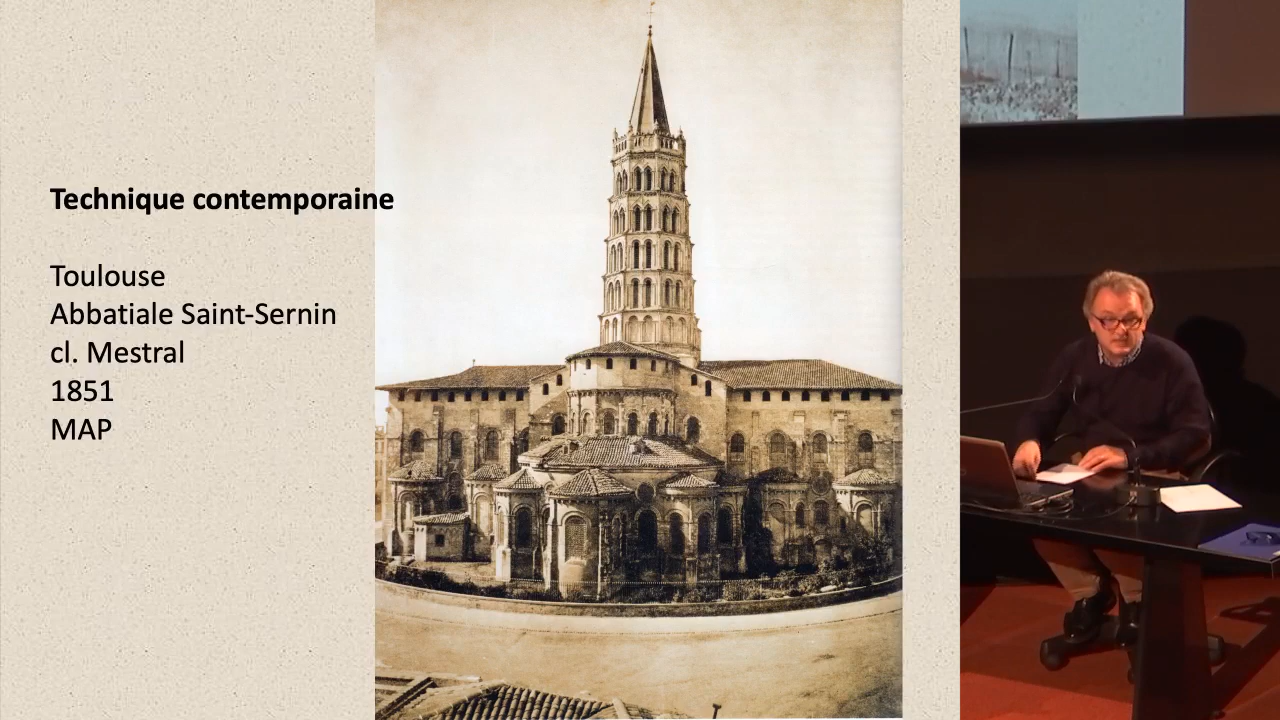 Technique contemporaine
Toulouse
Abbatiale Saint-Sernin
cl. Mestral
1851
MAP